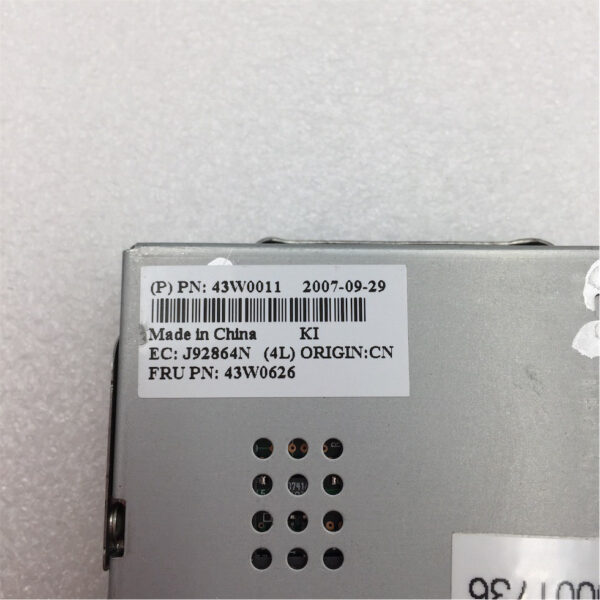 (P) PN: 43W0011 2007-09-29
Made in China KI
EC: J92864N (4L) ORIGIN:CN
FRU PN: 43W0626